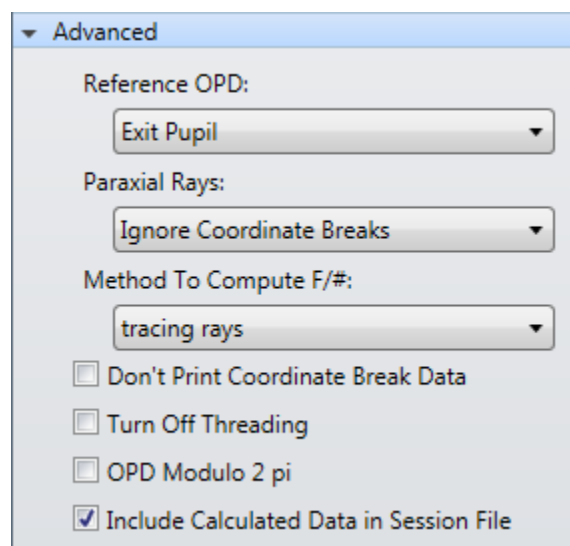 Advanced
Reference OPD:
Exit Pupil
Paraxial Rays:
Ignore Coordinate Breaks
Method To Compute F/#:
tracing rays
Don't Print Coordinate Break Data
Turn Off Threading
OPD Modulo 2 pi
Include Calculated Data in Session File